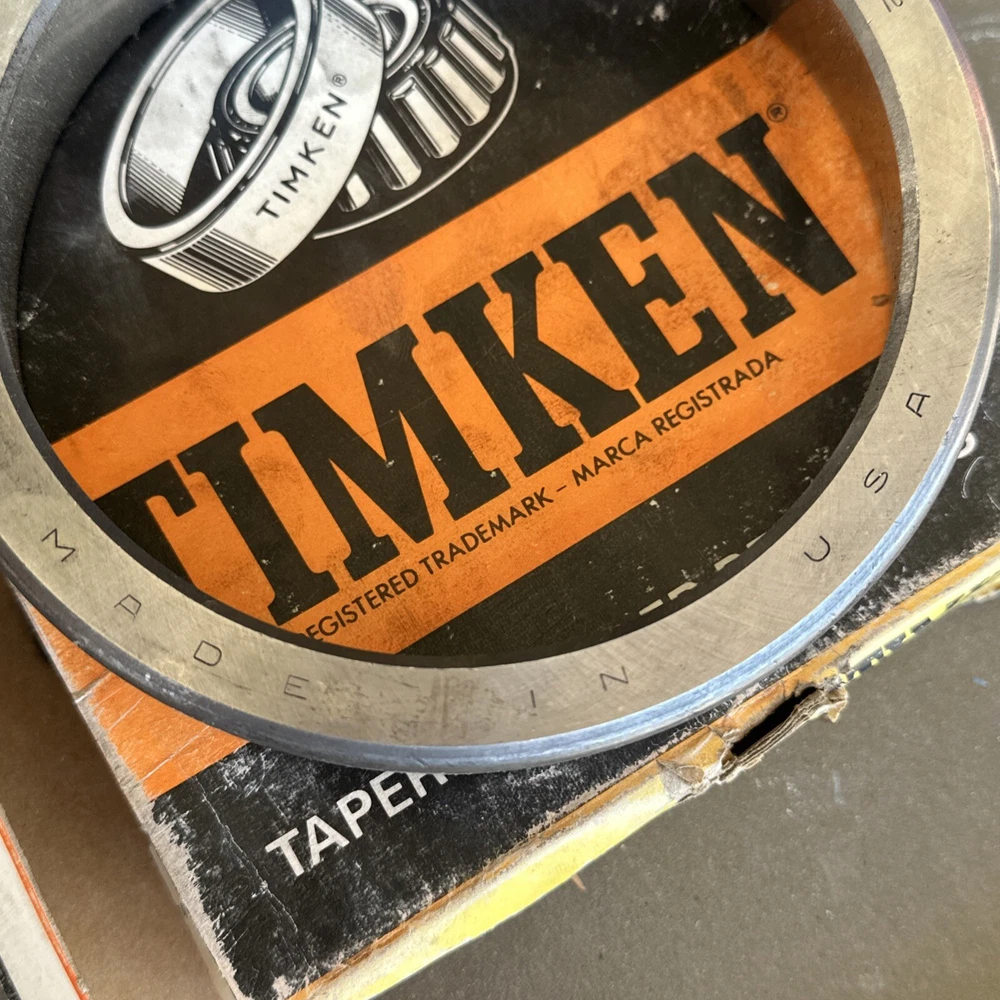 TIMKEN®
TIMKEN®
REGISTERED TRADEMARK – MARCA REGISTRADA
MADE IN USA
TAPER